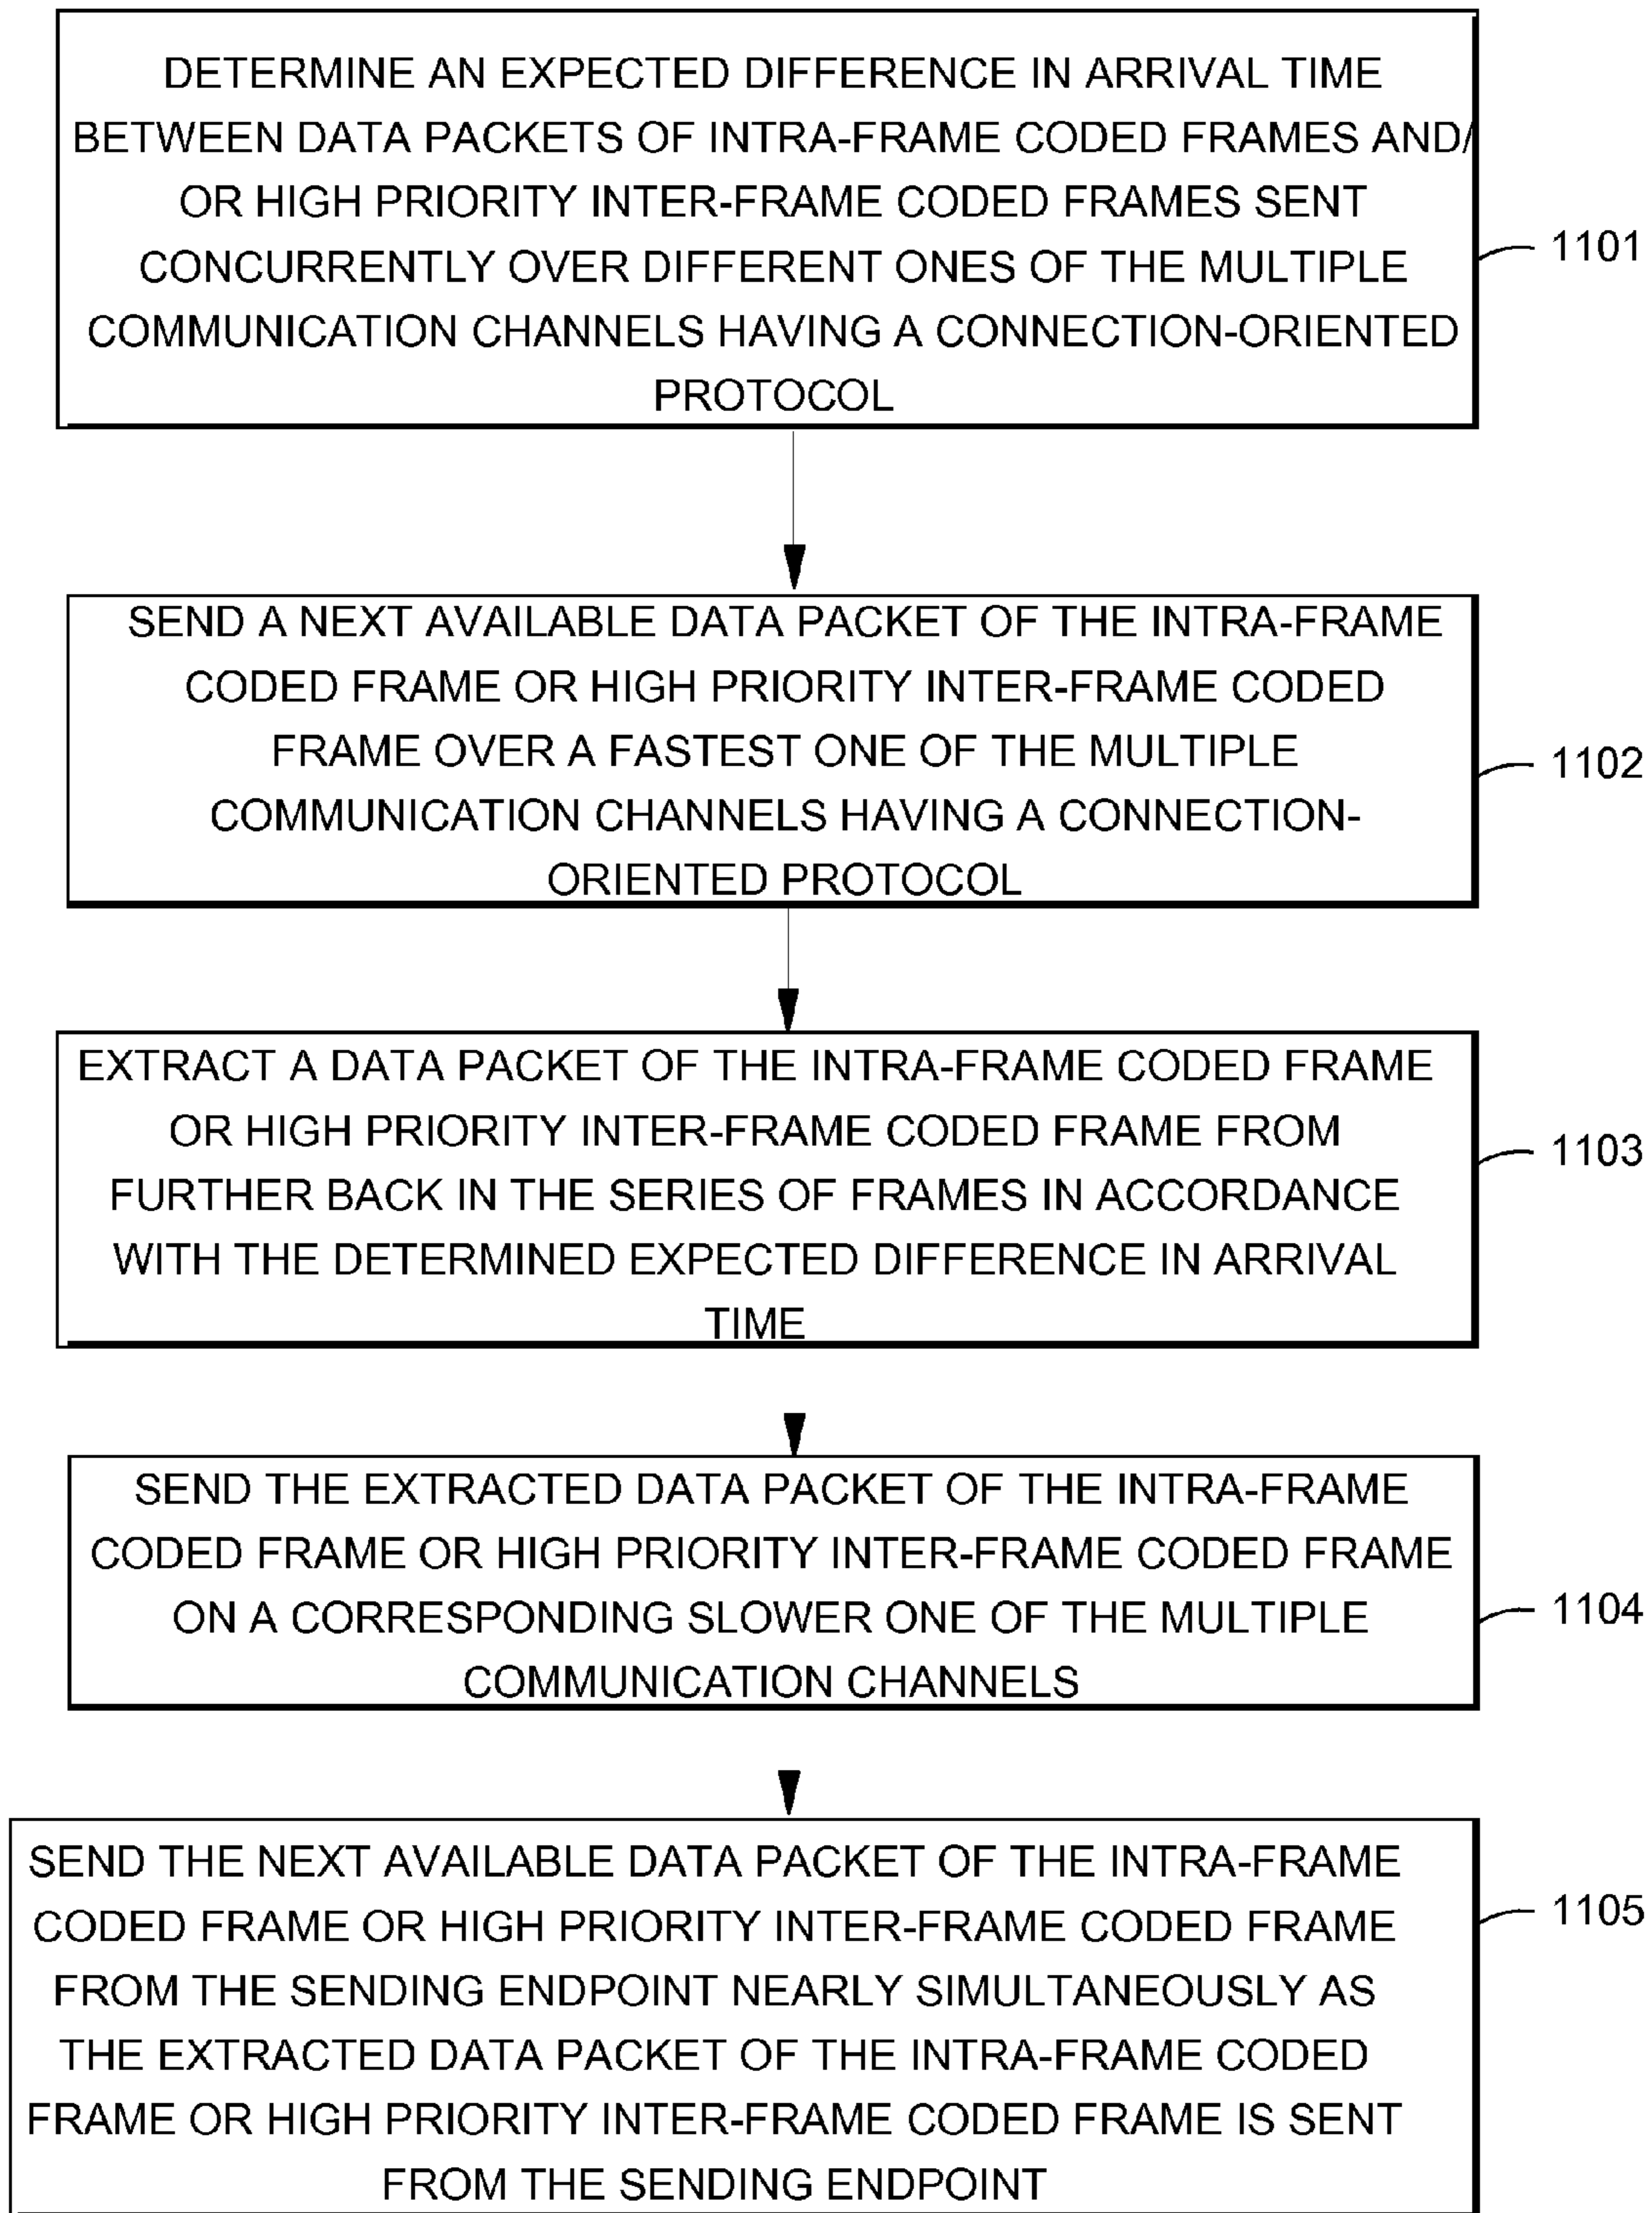 DETERMINE AN EXPECTED DIFFERENCE IN ARRIVAL TIME
BETWEEN DATA PACKETS OF INTRA-FRAME CODED FRAMES AND/
OR HIGH PRIORITY INTER-FRAME CODED FRAMES SENT
CONCURRENTLY OVER DIFFERENT ONES OF THE MULTIPLE
COMMUNICATION CHANNELS HAVING A CONNECTION-ORIENTED
PROTOCOL
1101
SEND A NEXT AVAILABLE DATA PACKET OF THE INTRA-FRAME
CODED FRAME OR HIGH PRIORITY INTER-FRAME CODED
FRAME OVER A FASTEST ONE OF THE MULTIPLE
COMMUNICATION CHANNELS HAVING A CONNECTION-
ORIENTED PROTOCOL
1102
EXTRACT A DATA PACKET OF THE INTRA-FRAME CODED FRAME
OR HIGH PRIORITY INTER-FRAME CODED FRAME FROM
FURTHER BACK IN THE SERIES OF FRAMES IN ACCORDANCE
WITH THE DETERMINED EXPECTED DIFFERENCE IN ARRIVAL
TIME
1103
SEND THE EXTRACTED DATA PACKET OF THE INTRA-FRAME
CODED FRAME OR HIGH PRIORITY INTER-FRAME CODED FRAME
ON A CORRESPONDING SLOWER ONE OF THE MULTIPLE
COMMUNICATION CHANNELS
1104
SEND THE NEXT AVAILABLE DATA PACKET OF THE INTRA-FRAME
CODED FRAME OR HIGH PRIORITY INTER-FRAME CODED FRAME
FROM THE SENDING ENDPOINT NEARLY SIMULTANEOUSLY AS
THE EXTRACTED DATA PACKET OF THE INTRA-FRAME CODED
FRAME OR HIGH PRIORITY INTER-FRAME CODED FRAME IS SENT
FROM THE SENDING ENDPOINT
1105